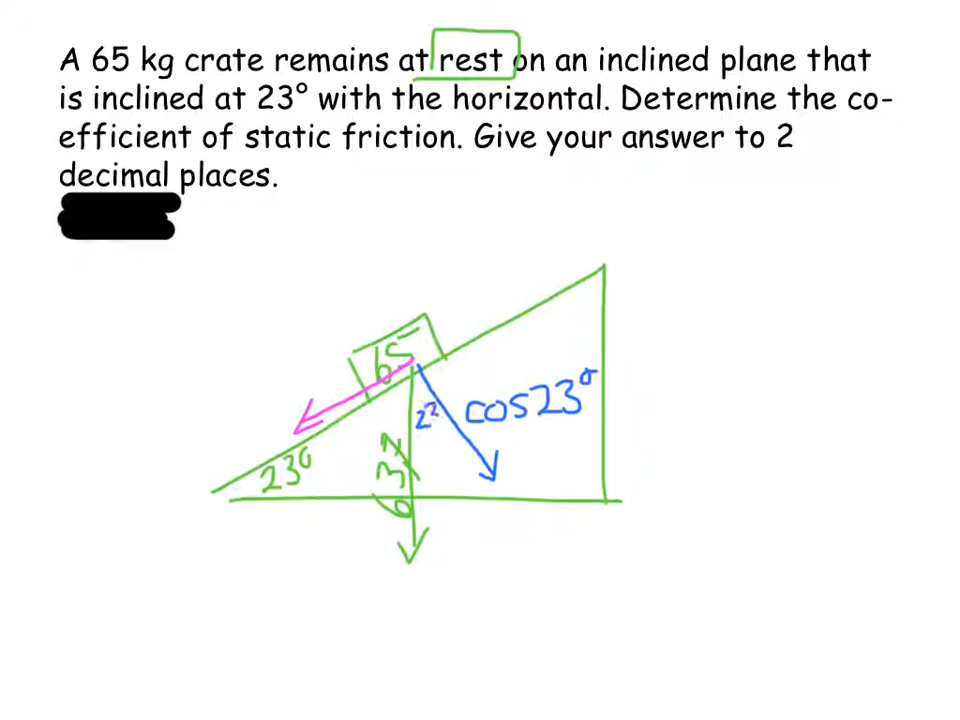 A 65 kg crate remains at rest on an inclined plane that
is inclined at 23° with the horizontal. Determine the co-
efficient of static friction. Give your answer to 2
decimal places.
65
cos23°
23°
637